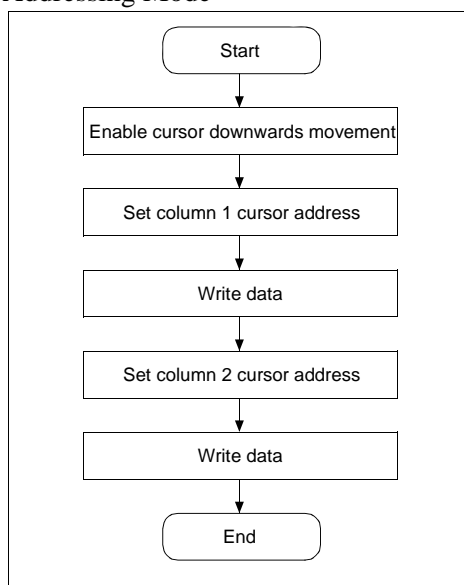 Addressing Mode
Start
Enable cursor downwards movement
Set column 1 cursor address
Write data
Set column 2 cursor address
Write data
End